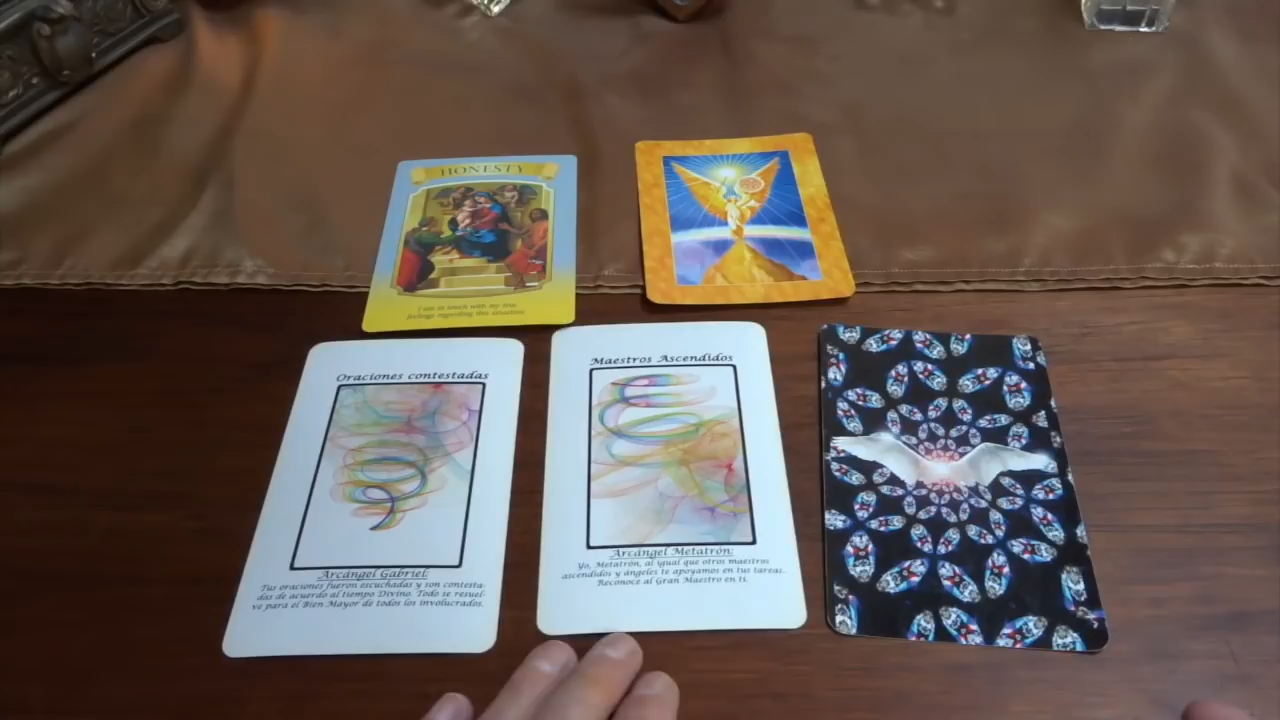 HONESTY
I am in touch with my true
feelings regarding this situation
Oraciones contestadas
Arcángel Gabriel:
Tus oraciones fueron escuchadas y son contesta-
das de acuerdo al tiempo Divino. Todo se resuel-
ve para el Bien Mayor de todos los involucrados.
Maestros Ascendidos
Arcángel Metatrón:
Yo, Metatrón, al igual que otros maestros
ascendidos y ángeles te apoyamos en tus tareas.
Reconoce al Gran Maestro en ti.